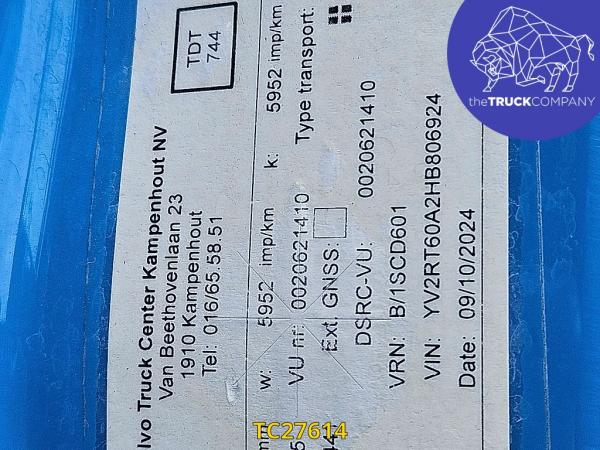 lvo Truck Center Kampenhout NV
Van Beethovenlaan 23
1910 Kampenhout
Tel: 016/65.58.51
TDT
744
w: 5952 imp/km k: 5952 imp/km
VU nr: 0020621410 Type transport:
Ext. GNSS:
DSRC-VU: 0020621410
VRN: B/1SCD601
VIN: YV2RT60A2HB806924
Date: 09/10/2024
theTRUCKCOMPANY
TC27614